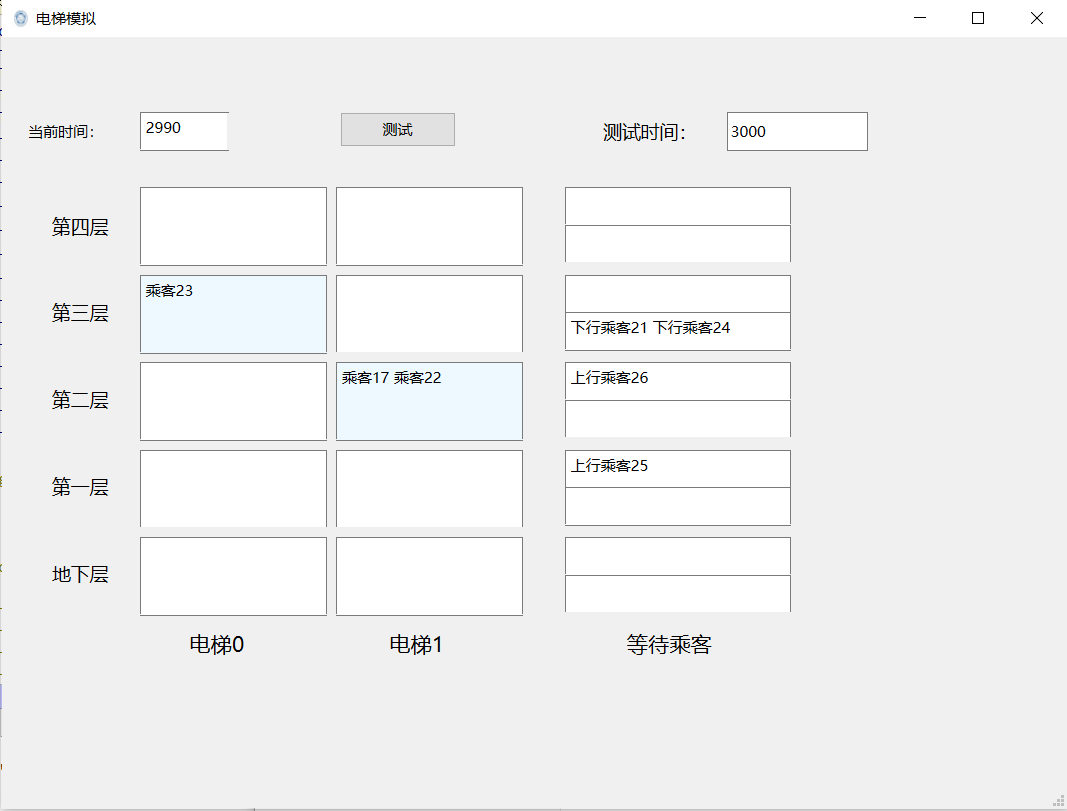 电梯模拟
当前时间： 2990 测试 测试时间： 3000
第四层
第三层 乘客23 下行乘客21 下行乘客24
第二层 乘客17 乘客22 上行乘客26
第一层 上行乘客25
地下层
电梯0 电梯1 等待乘客